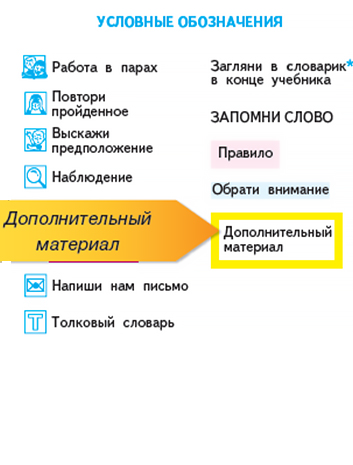 УСЛОВНЫЕ ОБОЗНАЧЕНИЯ
Работа в парах
Повтори
пройденное
Выскажи
предположение
Наблюдение
Дополнительный
материал
Напиши нам письмо
Т Толковый словарь
Загляни в словарик*
в конце учебника
ЗАПОМНИ СЛОВО
Правило
Обрати внимание
Дополнительный
материал